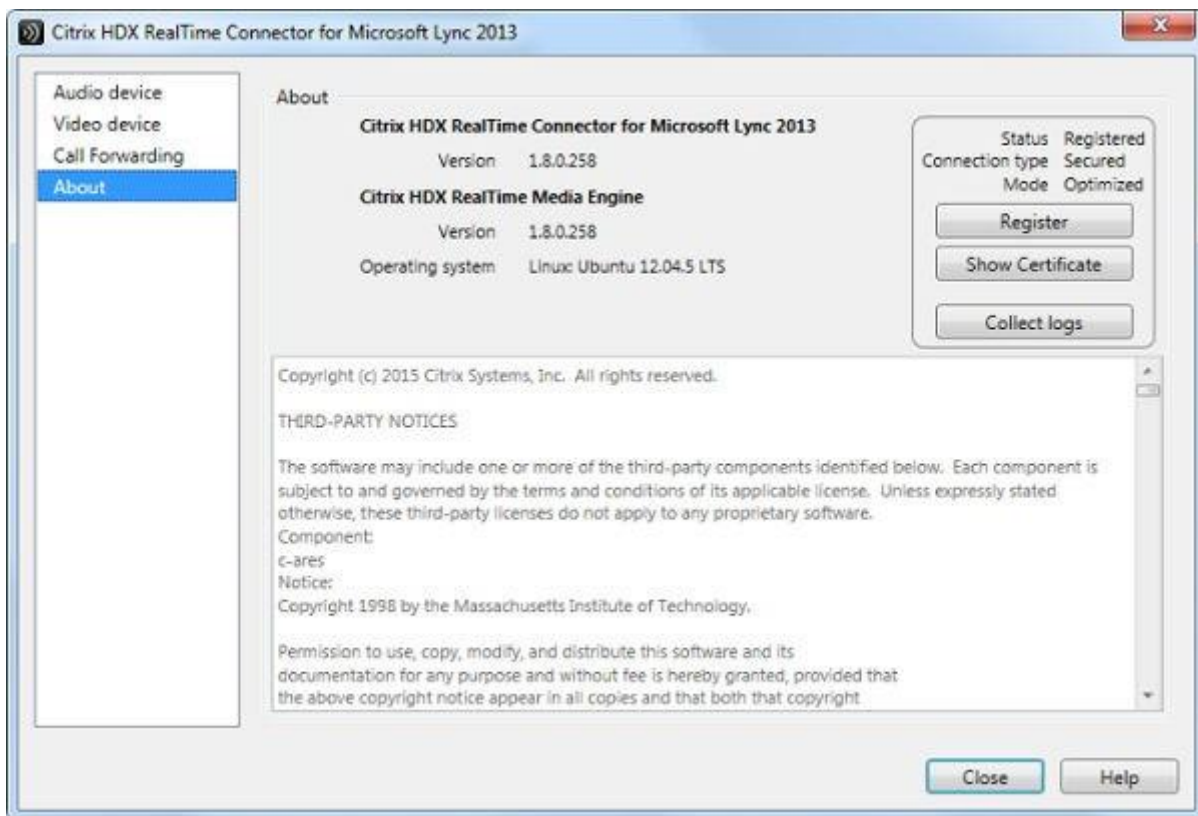 Citrix HDX RealTime Connector for Microsoft Lync 2013
Audio device
Video device
Call Forwarding
About
About
Citrix HDX RealTime Connector for Microsoft Lync 2013
Version 1.8.0.258
Citrix HDX RealTime Media Engine
Version 1.8.0.258
Operating system Linux: Ubuntu 12.04.5 LTS
Status Registered
Connection type Secured
Mode Optimized
Register
Show Certificate
Collect logs
Copyright (c) 2015 Citrix Systems, Inc. All rights reserved.
THIRD-PARTY NOTICES
The software may include one or more of the third-party components identified below. Each component is
subject to and governed by the terms and conditions of its applicable license. Unless expressly stated
otherwise, these third-party licenses do not apply to any proprietary software.
Component:
c-ares
Notice:
Copyright 1998 by the Massachusetts Institute of Technology.
Permission to use, copy, modify, and distribute this software and its
documentation for any purpose and without fee is hereby granted, provided that
the above copyright notice appear in all copies and that both that copyright
Close
Help